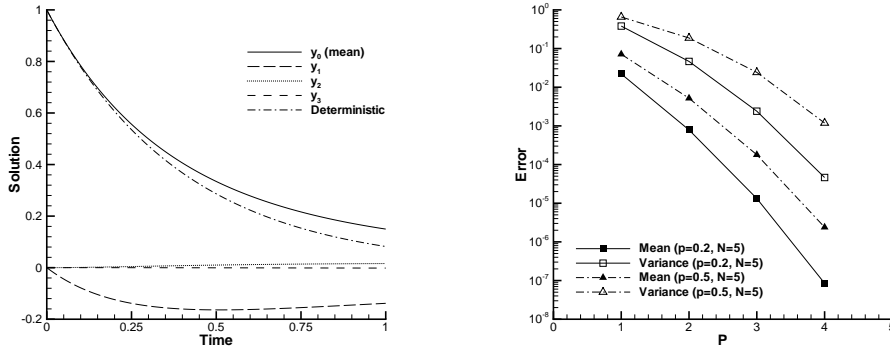 1
0.8
0.6
0.4
0.2
0
-0.2
Solution
0
0.25
0.5
0.75
1
Time
y0 (mean)
y1
y2
y3
Deterministic
10^1
10^0
10^-1
10^-2
10^-3
10^-4
10^-5
10^-6
10^-7
10^-8
Error
0
1
2
3
4
5
P
Mean (p=0.2, N=5)
Variance (p=0.2, N=5)
Mean (p=0.5, N=5)
Variance (p=0.5, N=5)